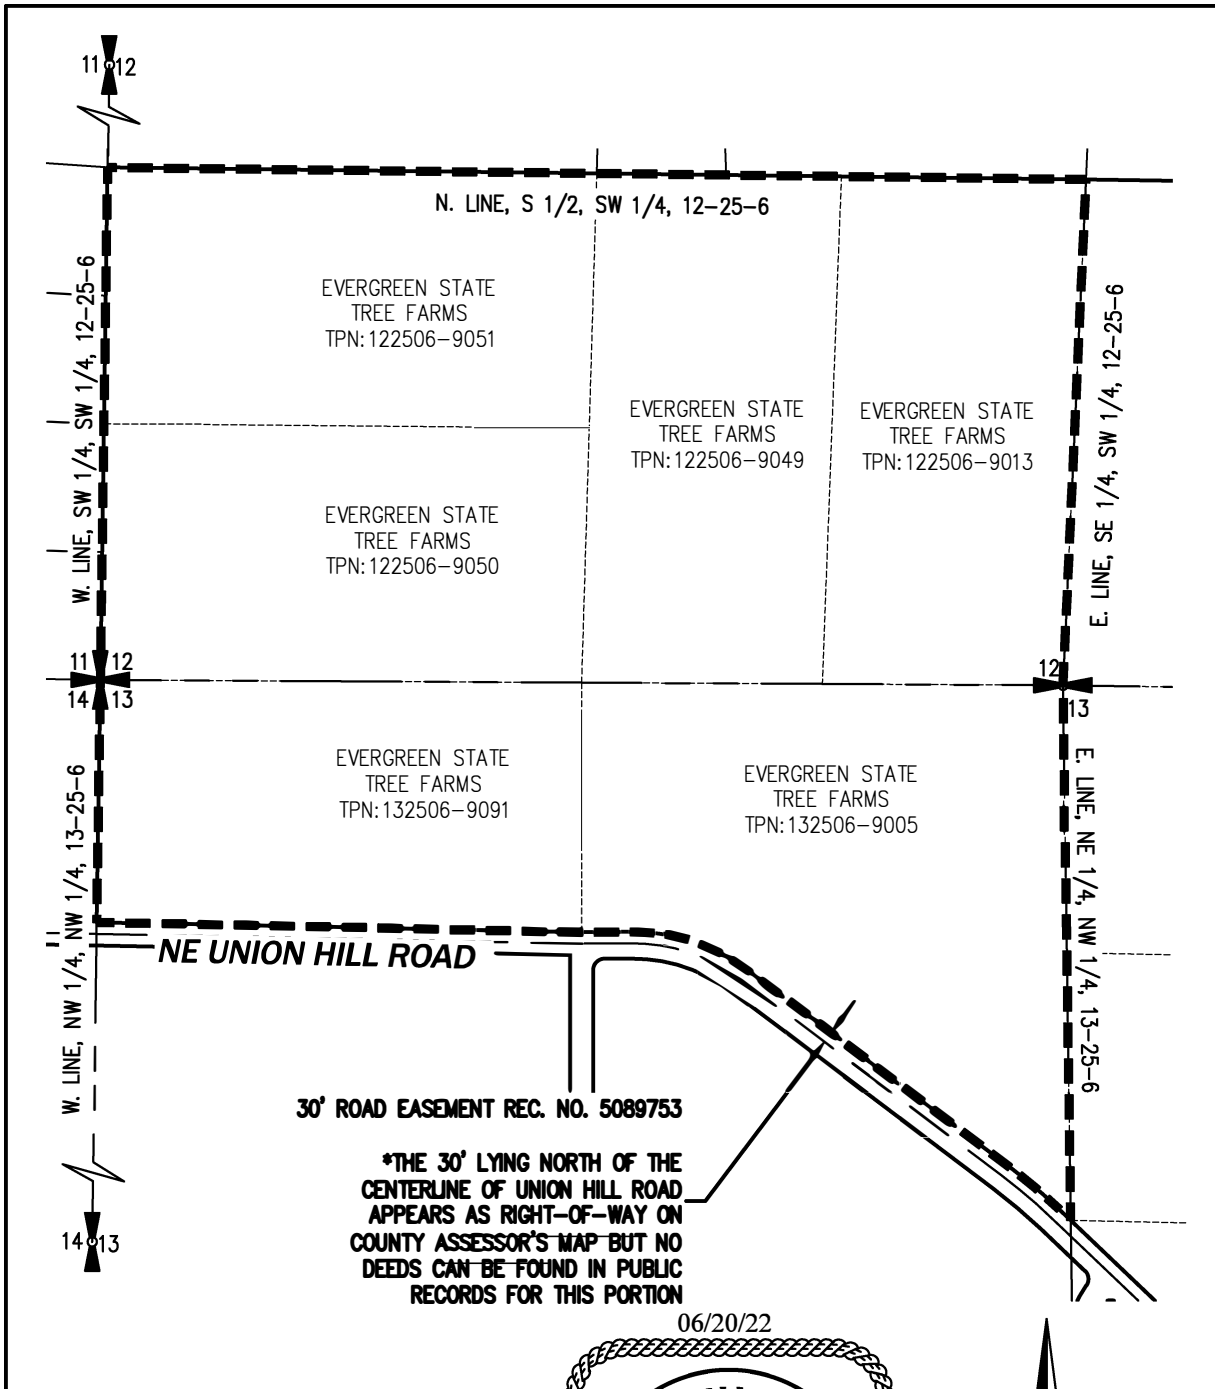 11 12
N. LINE, S 1/2, SW 1/4, 12-25-6
W. LINE, SW 1/4, SW 1/4, 12-25-6
EVERGREEN STATE
TREE FARMS
TPN:122506-9051
E. LINE, SE 1/4, SW 1/4, 12-25-6
EVERGREEN STATE
TREE FARMS
TPN:122506-9049
EVERGREEN STATE
TREE FARMS
TPN:122506-9013
EVERGREEN STATE
TREE FARMS
TPN:122506-9050
11 12
14 13
12
13
W. LINE, NW 1/4, NW 1/4, 13-25-6
EVERGREEN STATE
TREE FARMS
TPN:132506-9091
EVERGREEN STATE
TREE FARMS
TPN:132506-9005
E. LINE, NE 1/4, NW 1/4, 13-25-6
NE UNION HILL ROAD
30' ROAD EASEMENT REC. NO. 5089753
*THE 30' LYING NORTH OF THE
CENTERLINE OF UNION HILL ROAD
APPEARS AS RIGHT-OF-WAY ON
COUNTY ASSESSOR'S MAP BUT NO
DEEDS CAN BE FOUND IN PUBLIC
RECORDS FOR THIS PORTION
14 13
06/20/22